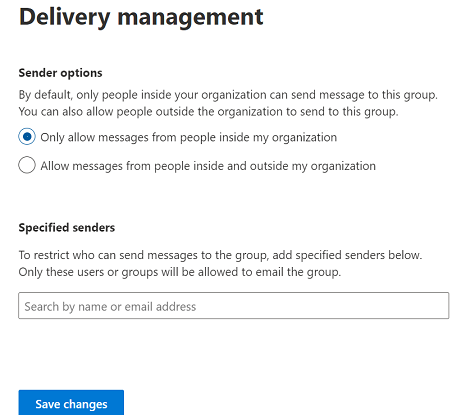 Delivery management
Sender options
By default, only people inside your organization can send message to this group.
You can also allow people outside the organization to send to this group.
Only allow messages from people inside my organization
Allow messages from people inside and outside my organization
Specified senders
To restrict who can send messages to the group, add specified senders below.
Only these users or groups will be allowed to email the group.
Search by name or email address
Save changes